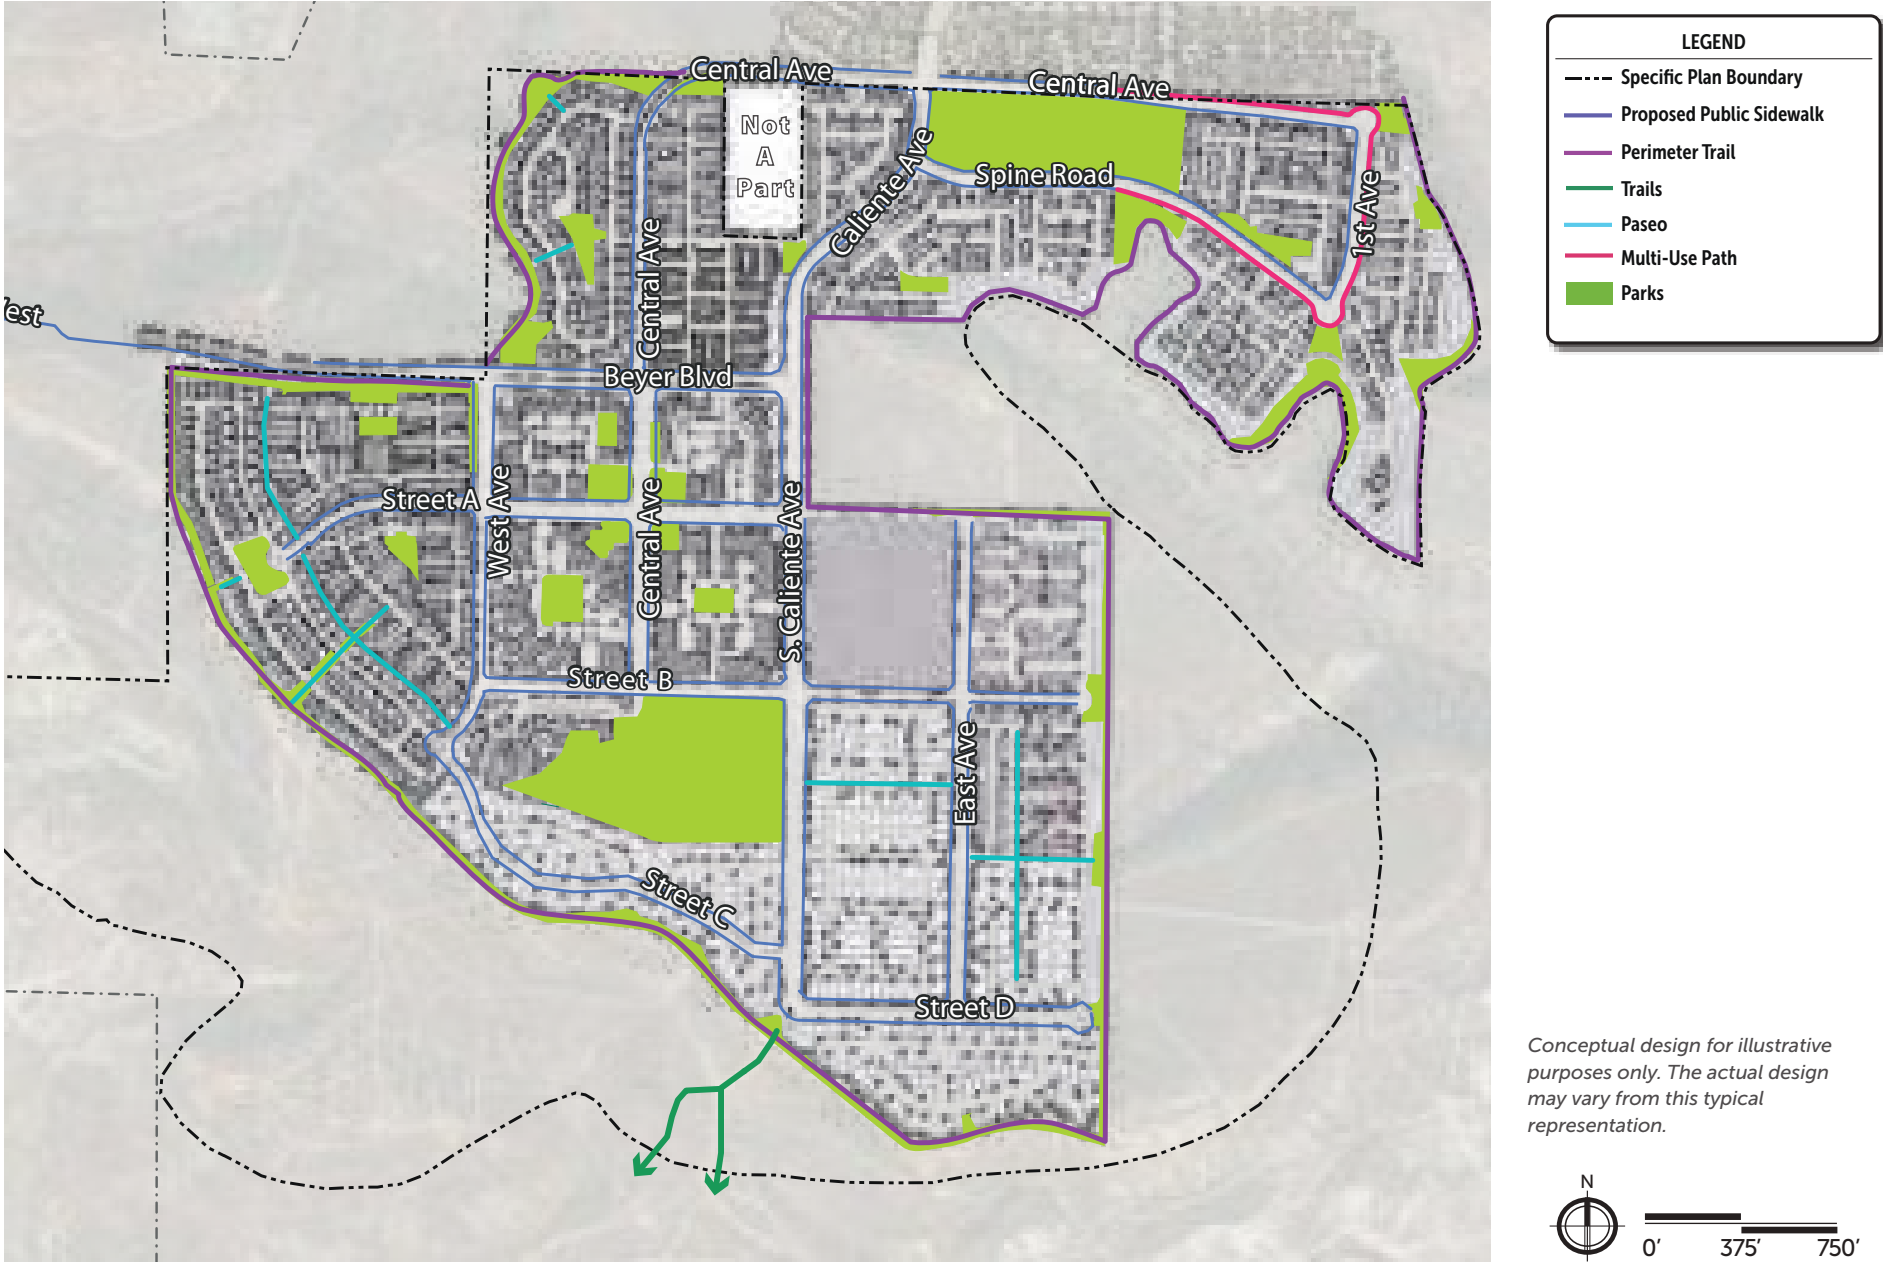 Central Ave
Central Ave
Not
A
Part
Caliente Ave
Spine Road
1st Ave
Central Ave
est
Beyer Blvd
Street A
West Ave
Central Ave
S. Caliente Ave
Street B
East Ave
Street C
Street D
LEGEND
Specific Plan Boundary
Proposed Public Sidewalk
Perimeter Trail
Trails
Paseo
Multi-Use Path
Parks
Conceptual design for illustrative
purposes only. The actual design
may vary from this typical
representation.
N
0' 375' 750'